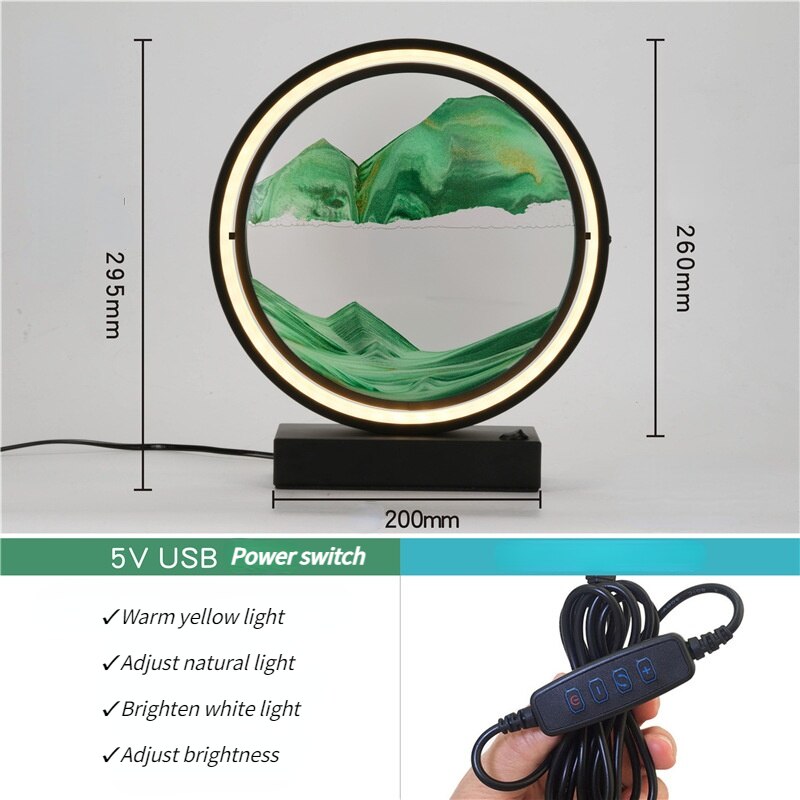 295mm
260mm
200mm
5V USB Power switch
✓Warm yellow light
✓Adjust natural light
✓Brighten white light
✓Adjust brightness